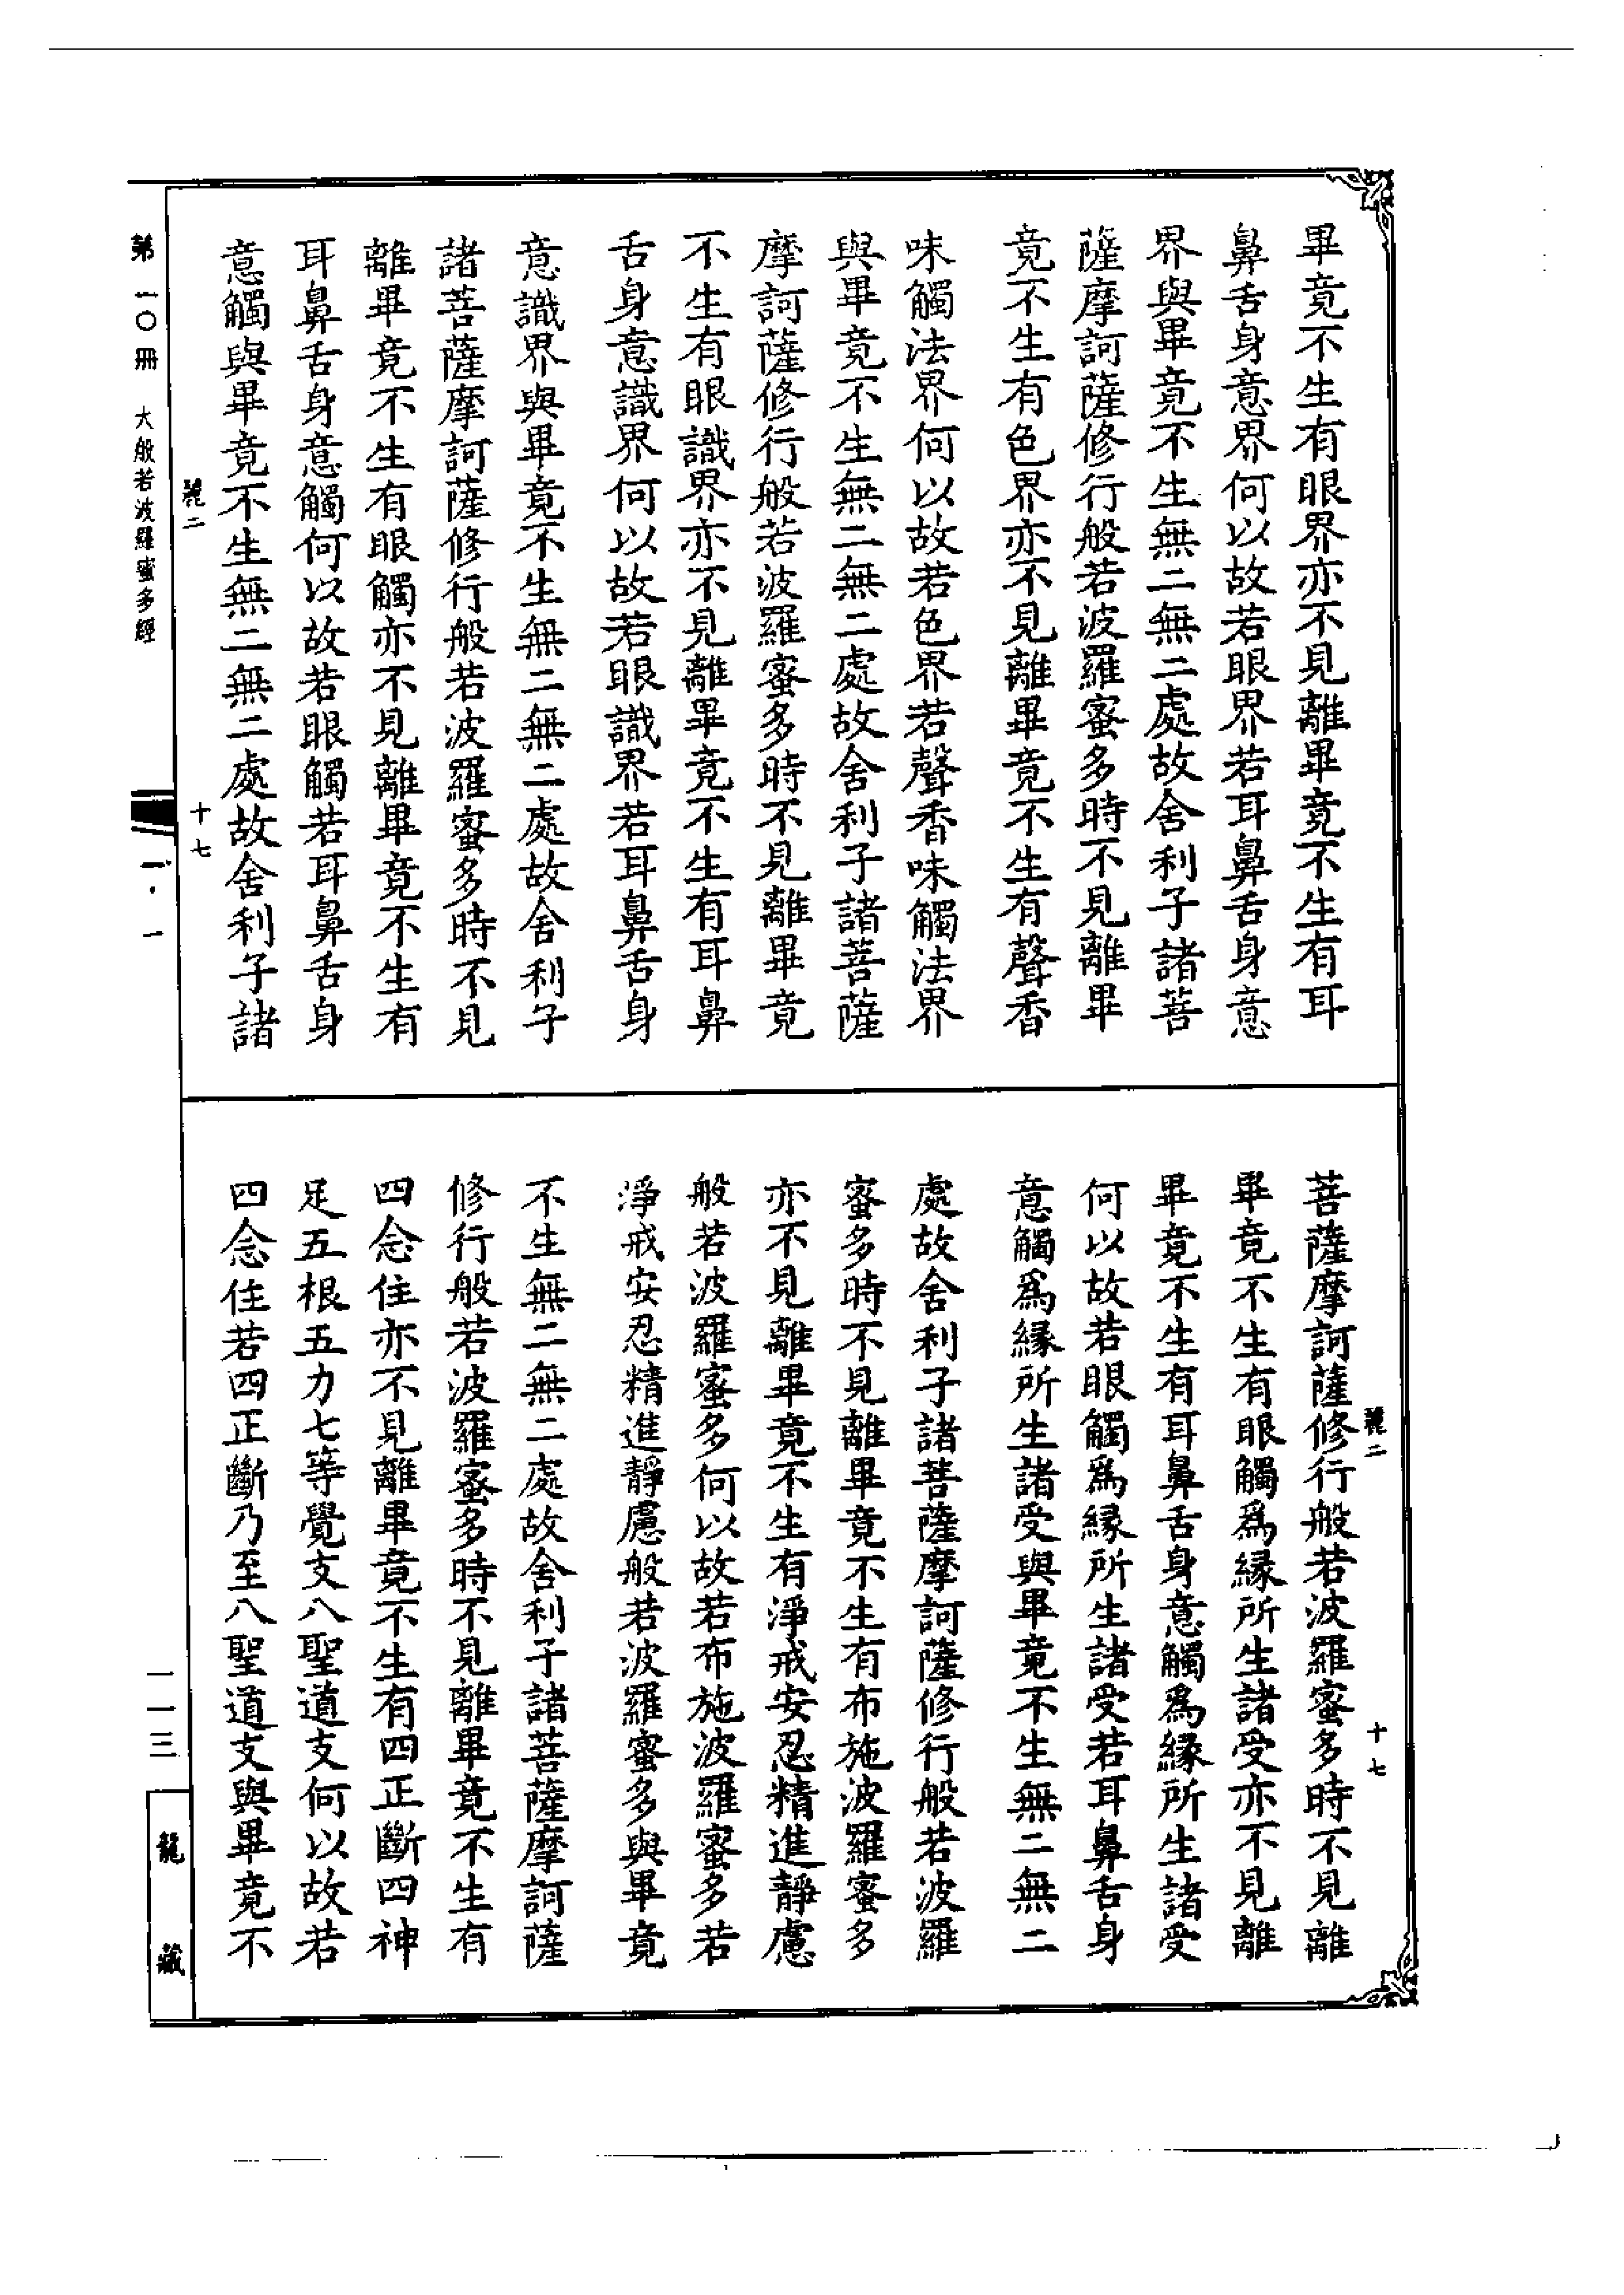 畢竟不生有眼界亦不見離畢竟不生有耳
鼻舌身意界何以故若眼界若耳鼻舌身意
界與畢竟不生無二無二處故舍利子諸菩
薩摩訶薩修行般若波羅蜜多時不見離畢
竟不生有色界亦不見離畢竟不生有聲香
味觸法界何以故若色界若聲香味觸法界
與畢竟不生無二無二處故舍利子諸菩薩
摩訶薩修行般若波羅蜜多時不見離畢竟
不生有眼識界亦不見離畢竟不生有耳鼻
舌身意識界何以故若眼識界若耳鼻舌身
意識界與畢竟不生無二無二處故舍利子
諸菩薩摩訶薩修行般若波羅蜜多時不見
離畢竟不生有眼觸亦不見離畢竟不生有
耳鼻舌身意觸何以故若眼觸若耳鼻舌身
意觸與畢竟不生無二無二處故舍利子諸
麗二 十七
菩薩摩訶薩修行般若波羅蜜多時不見離
畢竟不生有眼觸為緣所生諸受亦不見離
畢竟不生有耳鼻舌身意觸為緣所生諸受
何以故若眼觸為緣所生諸受若耳鼻舌身
意觸為緣所生諸受與畢竟不生無二無二
處故舍利子諸菩薩摩訶薩修行般若波羅
蜜多時不見離畢竟不生有布施波羅蜜多
亦不見離畢竟不生有淨戒安忍精進靜慮
般若波羅蜜多何以故若布施波羅蜜多若
淨戒安忍精進靜慮般若波羅蜜多與畢竟
不生無二無二處故舍利子諸菩薩摩訶薩
修行般若波羅蜜多時不見離畢竟不生有
四念住亦不見離畢竟不生有四正斷四神
足五根五力七等覺支八聖道支何以故若
四念住若四正斷乃至八聖道支與畢竟不
麗二 十七
第一〇冊 大般若波羅蜜多經 一·一
一一三
龍藏